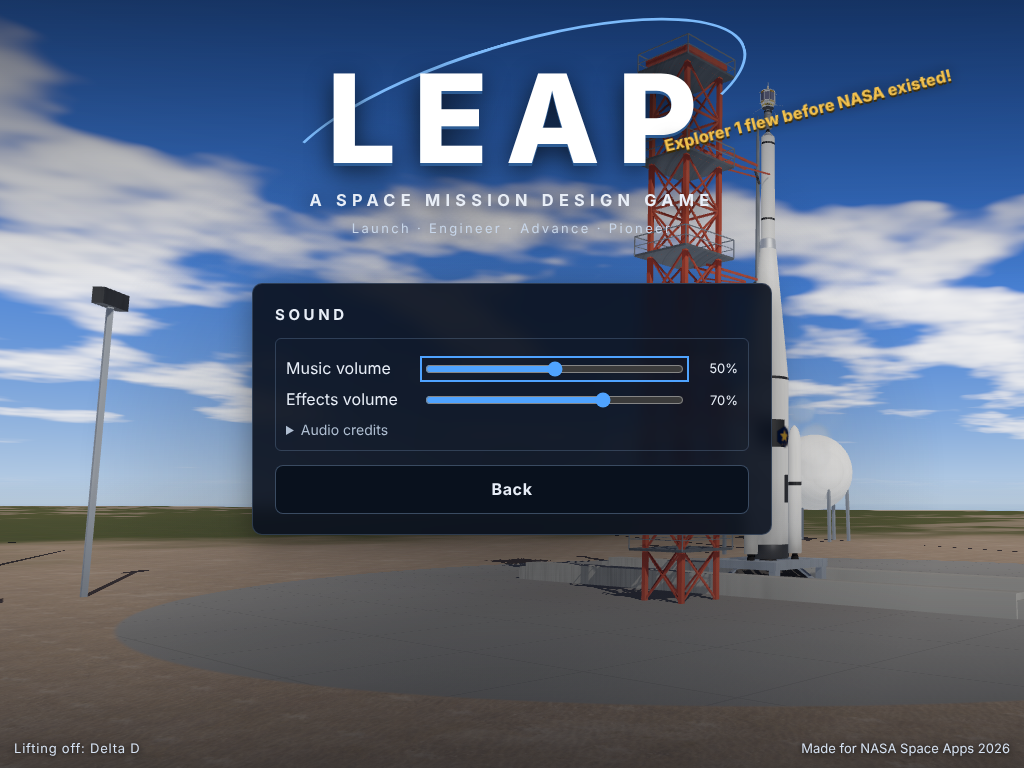 LEAP
Explorer 1 flew before NASA existed!
A SPACE MISSION DESIGN GAME
Launch · Engineer · Advance · Pioneer
SOUND
Music volume 50%
Effects volume 70%
▶ Audio credits
Back
Lifting off: Delta D
Made for NASA Space Apps 2026